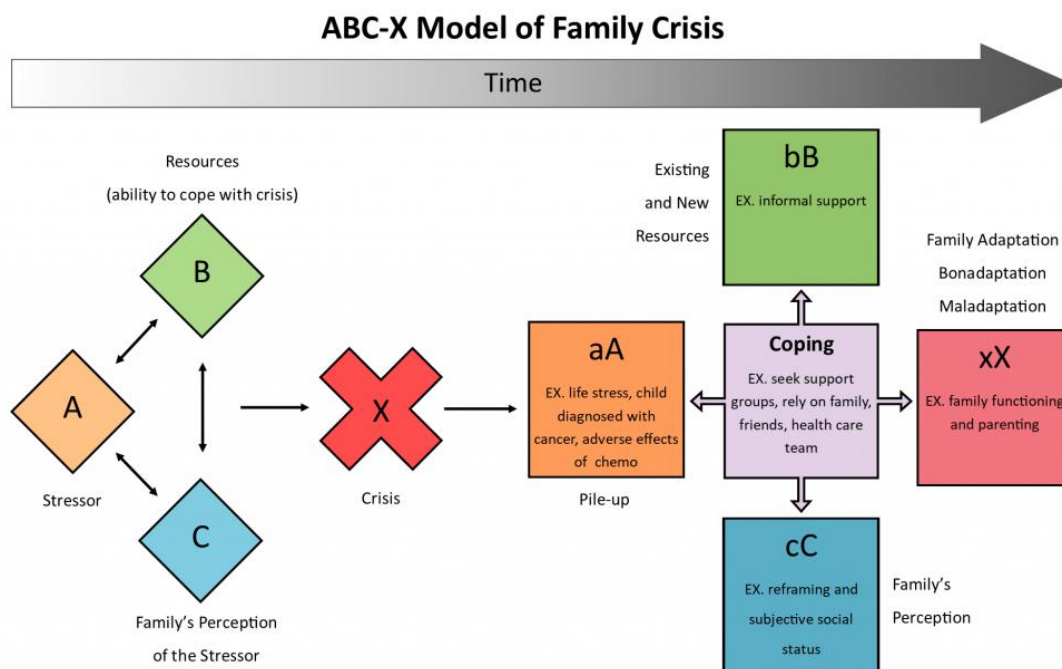 ABC-X Model of Family Crisis
Time
Resources
(ability to cope with crisis)
B
A
Stressor
C
Family's Perception
of the Stressor
X
Crisis
aA
EX. life stress, child
diagnosed with
cancer, adverse effects
of chemo
Pile-up
Existing
and New
Resources
bB
EX. informal support
Coping
EX. seek support
groups, rely on family,
friends, health care
team
cC
EX. reframing and
subjective social
status
Family's
Perception
Family Adaptation
Bonadaptation
Maladaptation
xX
EX. family functioning
and parenting